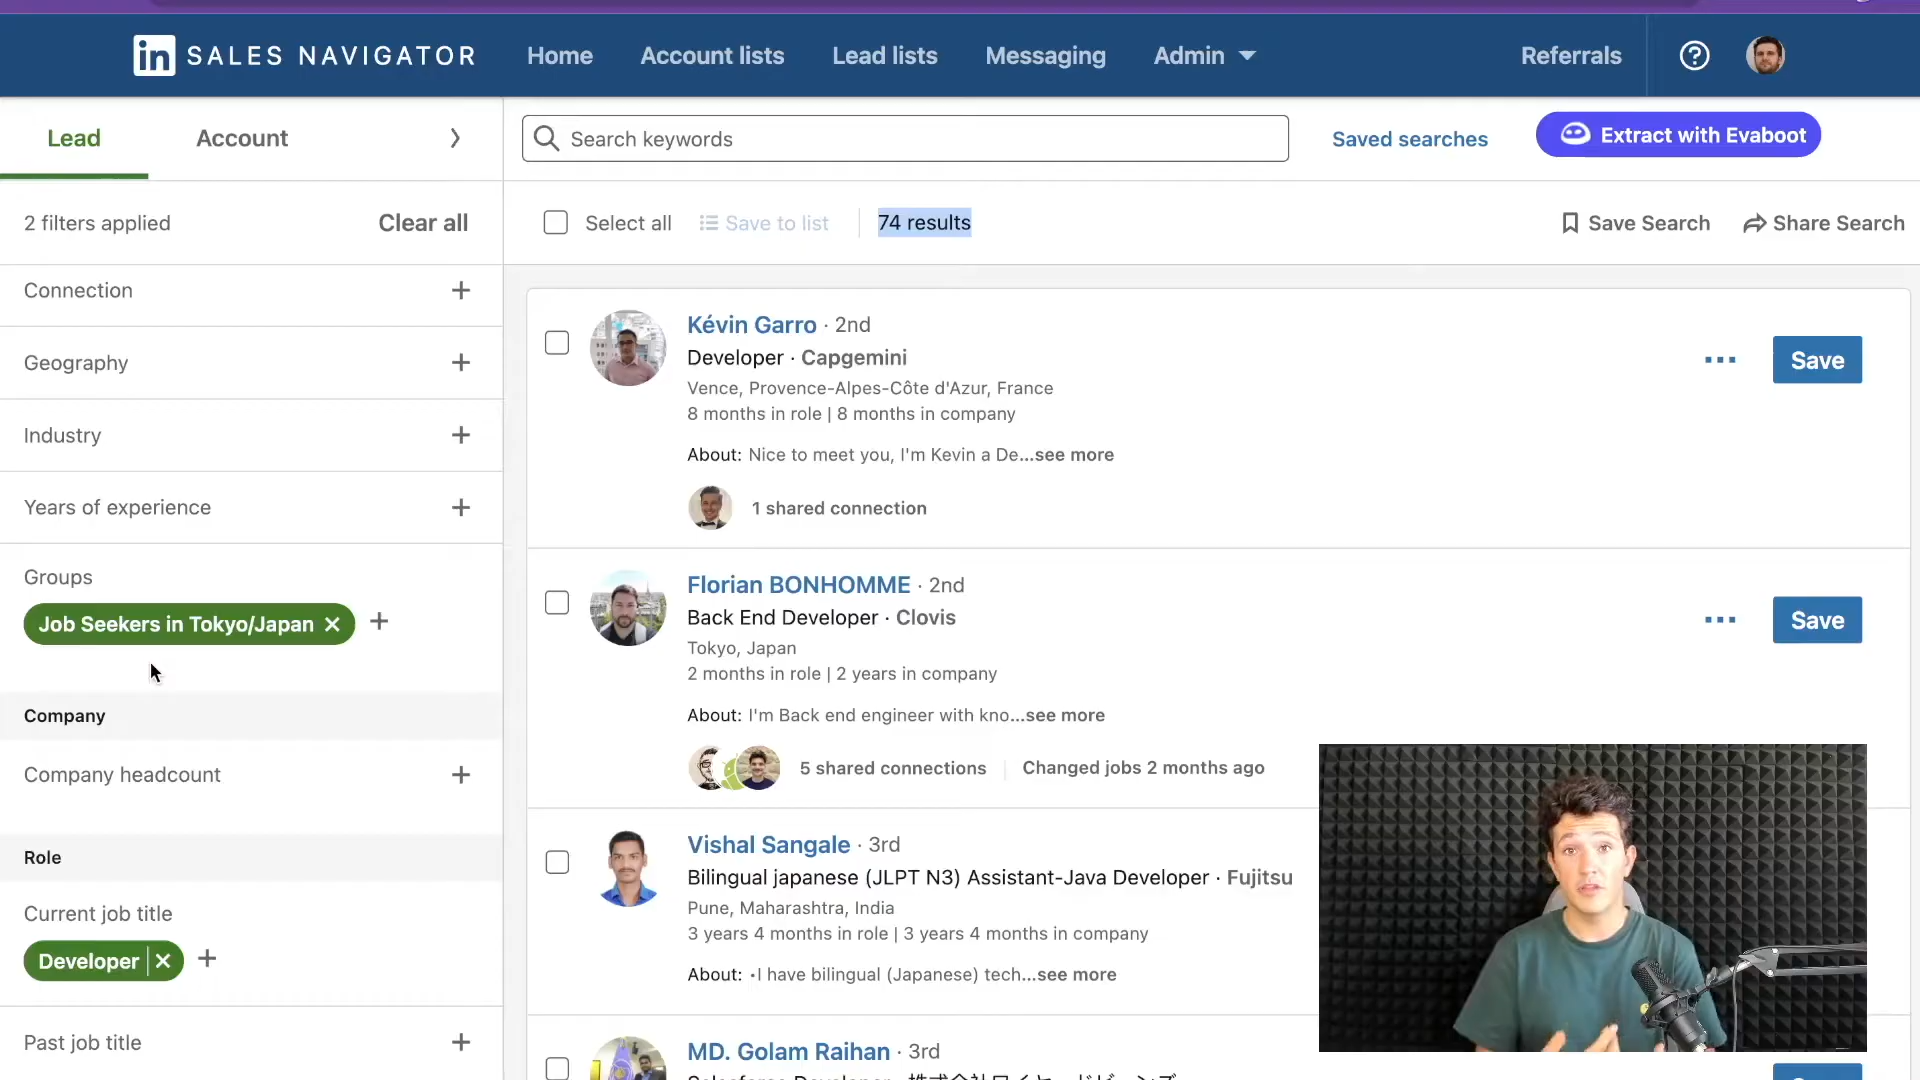 in SALES NAVIGATOR
Home
Account lists
Lead lists
Messaging
Admin
Referrals
Lead
Account
Search keywords
Saved searches
Extract with Evaboot
2 filters applied
Clear all
Select all
Save to list
74 results
Save Search
Share Search
Connection
Geography
Industry
Years of experience
Groups
Job Seekers in Tokyo/Japan
Company
Company headcount
Role
Current job title
Developer
Past job title
Kévin Garro · 2nd
Developer · Capgemini
Vence, Provence-Alpes-Côte d'Azur, France
8 months in role | 8 months in company
About: Nice to meet you, I'm Kevin a De...see more
1 shared connection
Save
Florian BONHOMME · 2nd
Back End Developer · Clovis
Tokyo, Japan
2 months in role | 2 years in company
About: I'm Back end engineer with kno...see more
5 shared connections
Changed jobs 2 months ago
Save
Vishal Sangale · 3rd
Bilingual japanese (JLPT N3) Assistant-Java Developer · Fujitsu
Pune, Maharashtra, India
3 years 4 months in role | 3 years 4 months in company
About: •I have bilingual (Japanese) tech...see more
MD. Golam Raihan · 3rd